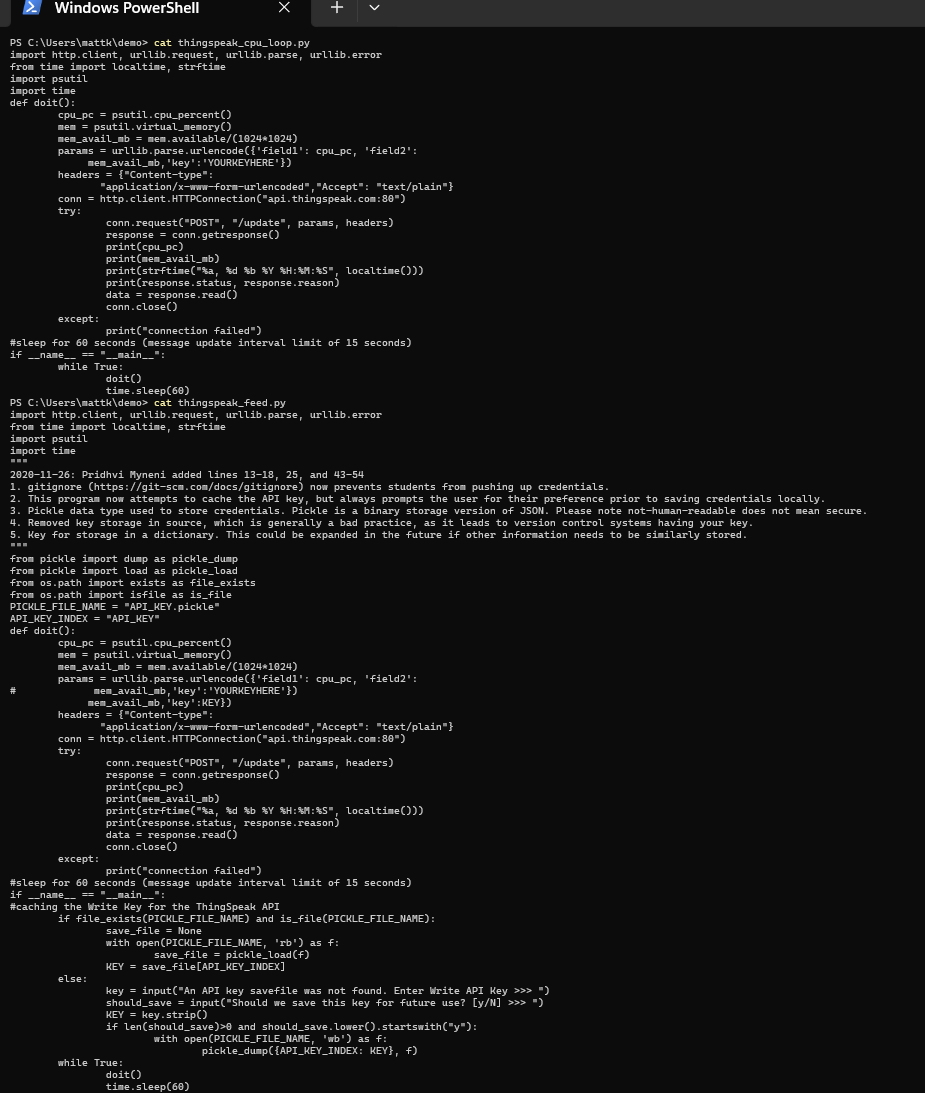 Windows PowerShell
PS C:\Users\mattk\demo> cat thingspeak_cpu_loop.py
import http.client, urllib.request, urllib.parse, urllib.error
from time import localtime, strftime
import psutil
import time
def doit():
        cpu_pc = psutil.cpu_percent()
        mem = psutil.virtual_memory()
        mem_avail_mb = mem.available/(1024*1024)
        params = urllib.parse.urlencode({'field1': cpu_pc, 'field2':
             mem_avail_mb,'key':'YOURKEYHERE'})
        headers = {"Content-type":
               "application/x-www-form-urlencoded","Accept": "text/plain"}
        conn = http.client.HTTPConnection("api.thingspeak.com:80")
        try:
                conn.request("POST", "/update", params, headers)
                response = conn.getresponse()
                print(cpu_pc)
                print(mem_avail_mb)
                print(strftime("%a, %d %b %Y %H:%M:%S", localtime()))
                print(response.status, response.reason)
                data = response.read()
                conn.close()
        except:
                print("connection failed")
#sleep for 60 seconds (message update interval limit of 15 seconds)
if __name__ == "__main__":
        while True:
                doit()
                time.sleep(60)
PS C:\Users\mattk\demo> cat thingspeak_feed.py
import http.client, urllib.request, urllib.parse, urllib.error
from time import localtime, strftime
import psutil
import time
"""
2020-11-26: Pridhvi Myneni added lines 13-18, 25, and 43-54
1. gitignore (https://git-scm.com/docs/gitignore) now prevents students from pushing up credentials.
2. This program now attempts to cache the API key, but always prompts the user for their preference prior to saving credentials locally.
3. Pickle data type used to store credentials. Pickle is a binary storage version of JSON. Please note not-human-readable does not mean secure.
4. Removed key storage in source, which is generally a bad practice, as it leads to version control systems having your key.
5. Key for storage in a dictionary. This could be expanded in the future if other information needs to be similarly stored.
"""
from pickle import dump as pickle_dump
from pickle import load as pickle_load
from os.path import exists as file_exists
from os.path import isfile as is_file
PICKLE_FILE_NAME = "API_KEY.pickle"
API_KEY_INDEX = "API_KEY"
def doit():
        cpu_pc = psutil.cpu_percent()
        mem = psutil.virtual_memory()
        mem_avail_mb = mem.available/(1024*1024)
        params = urllib.parse.urlencode({'field1': cpu_pc, 'field2':
#             mem_avail_mb,'key':'YOURKEYHERE'})
             mem_avail_mb,'key':KEY})
        headers = {"Content-type":
               "application/x-www-form-urlencoded","Accept": "text/plain"}
        conn = http.client.HTTPConnection("api.thingspeak.com:80")
        try:
                conn.request("POST", "/update", params, headers)
                response = conn.getresponse()
                print(cpu_pc)
                print(mem_avail_mb)
                print(strftime("%a, %d %b %Y %H:%M:%S", localtime()))
                print(response.status, response.reason)
                data = response.read()
                conn.close()
        except:
                print("connection failed")
#sleep for 60 seconds (message update interval limit of 15 seconds)
if __name__ == "__main__":
#caching the Write Key for the ThingSpeak API
        if file_exists(PICKLE_FILE_NAME) and is_file(PICKLE_FILE_NAME):
                save_file = None
                with open(PICKLE_FILE_NAME, 'rb') as f:
                        save_file = pickle_load(f)
                KEY = save_file[API_KEY_INDEX]
        else:
                key = input("An API key savefile was not found. Enter Write API Key >>> ")
                should_save = input("Should we save this key for future use? [y/N] >>> ")
                KEY = key.strip()
                if len(should_save)>0 and should_save.lower().startswith("y"):
                        with open(PICKLE_FILE_NAME, 'wb') as f:
                                pickle_dump({API_KEY_INDEX: KEY}, f)
        while True:
                doit()
                time.sleep(60)